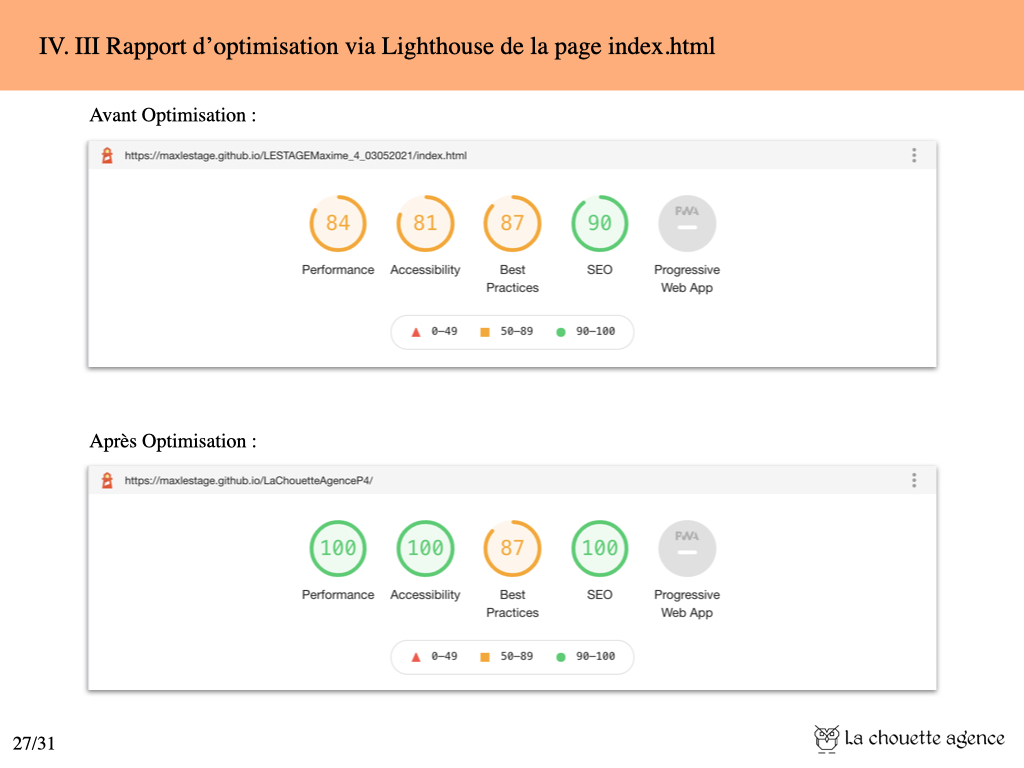 IV. III Rapport d’optimisation via Lighthouse de la page index.html
Avant Optimisation :
https://maxlestage.github.io/LESTAGEMaxime_4_03052021/index.html
84 81 87 90 PWA
Performance Accessibility Best Practices SEO Progressive Web App
0–49 50–89 90–100
Après Optimisation :
https://maxlestage.github.io/LaChouetteAgenceP4/
100 100 87 100 PWA
Performance Accessibility Best Practices SEO Progressive Web App
0–49 50–89 90–100
27/31
La chouette agence